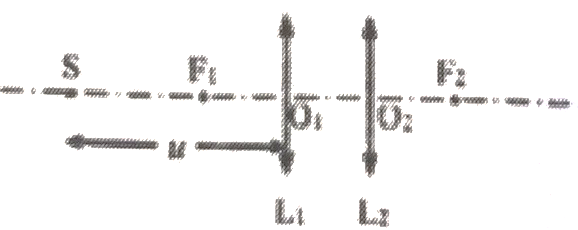 S F₁ F₂
O₁ O₂
u
L₁ L₂